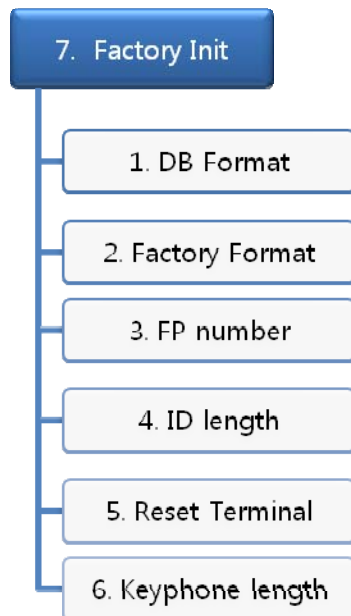 7. Factory Init
1. DB Format
2. Factory Format
3. FP number
4. ID length
5. Reset Terminal
6. Keyphone length